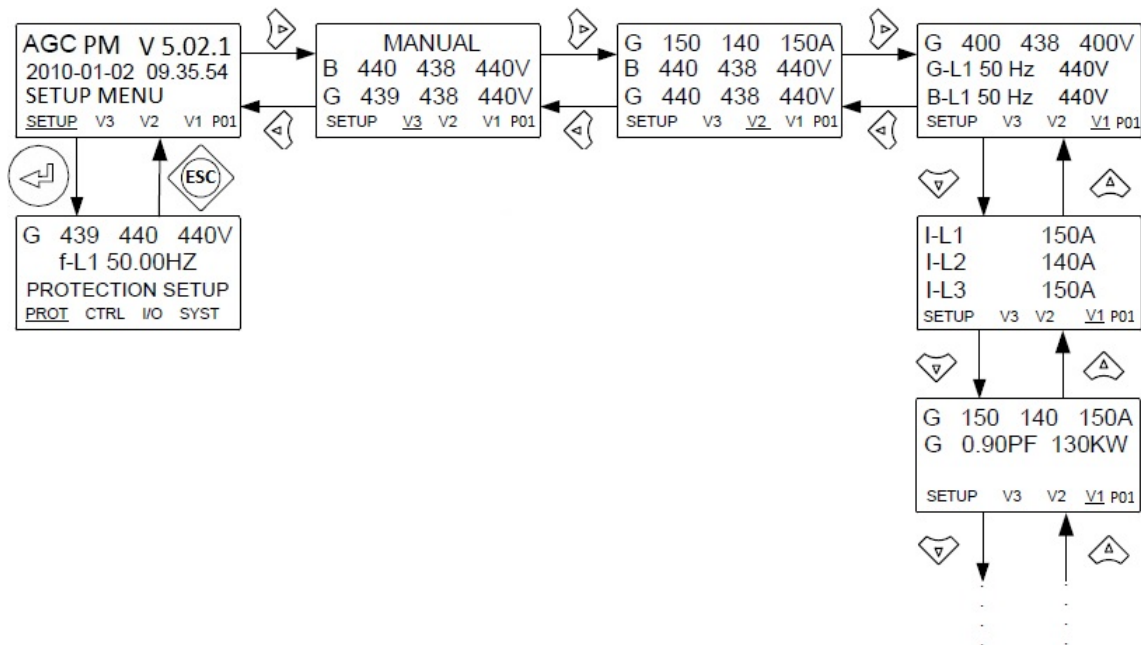 AGC PM V 5.02.1
2010-01-02 09.35.54
SETUP MENU
SETUP V3 V2 V1 P01
MANUAL
B 440 438 440V
G 439 438 440V
SETUP V3 V2 V1 P01
G 150 140 150A
B 440 438 440V
G 440 438 440V
SETUP V3 V2 V1 P01
G 400 438 400V
G-L1 50 Hz 440V
B-L1 50 Hz 440V
SETUP V3 V2 V1 P01
ESC
G 439 440 440V
f-L1 50.00HZ
PROTECTION SETUP
PROT CTRL I/O SYST
I-L1 150A
I-L2 140A
I-L3 150A
SETUP V3 V2 V1 P01
G 150 140 150A
G 0.90PF 130KW
SETUP V3 V2 V1 P01